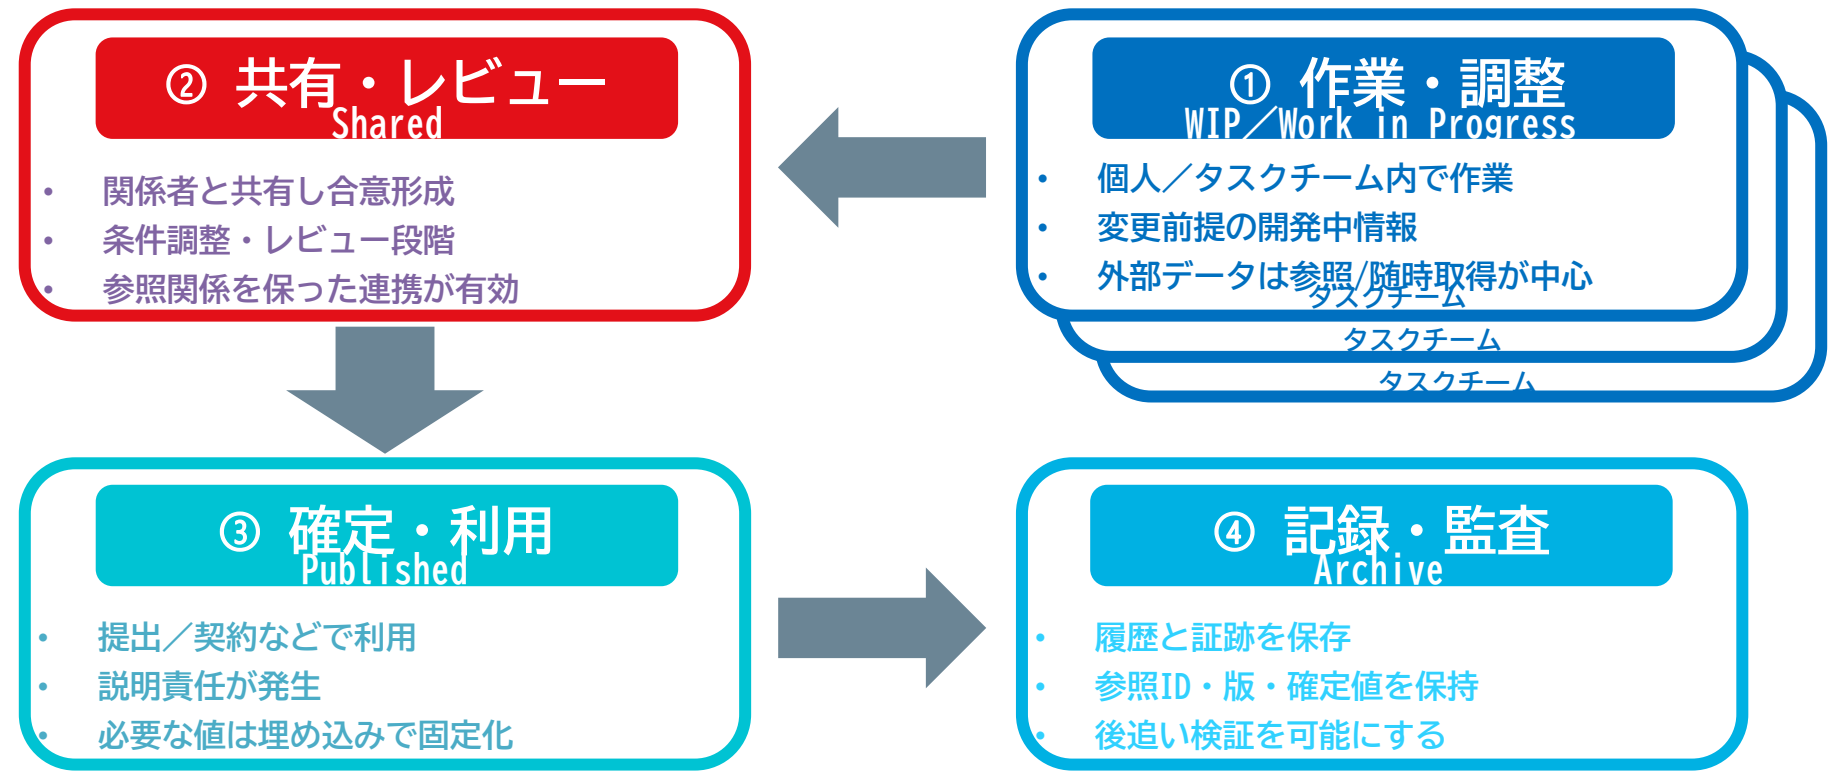 ② 共有・レビュー
Shared
• 関係者と共有し合意形成
• 条件調整・レビュー段階
• 参照関係を保った連携が有効
① 作業・調整
WIP／Work in Progress
• 個人／タスクチーム内で作業
• 変更前提の開発中情報
• 外部データは参照/随時取得が中心
タスクチーム
タスクチーム
タスクチーム
③ 確定・利用
Published
• 提出／契約などで利用
• 説明責任が発生
• 必要な値は埋め込みで固定化
④ 記録・監査
Archive
• 履歴と証跡を保存
• 参照ID・版・確定値を保持
• 後追い検証を可能にする